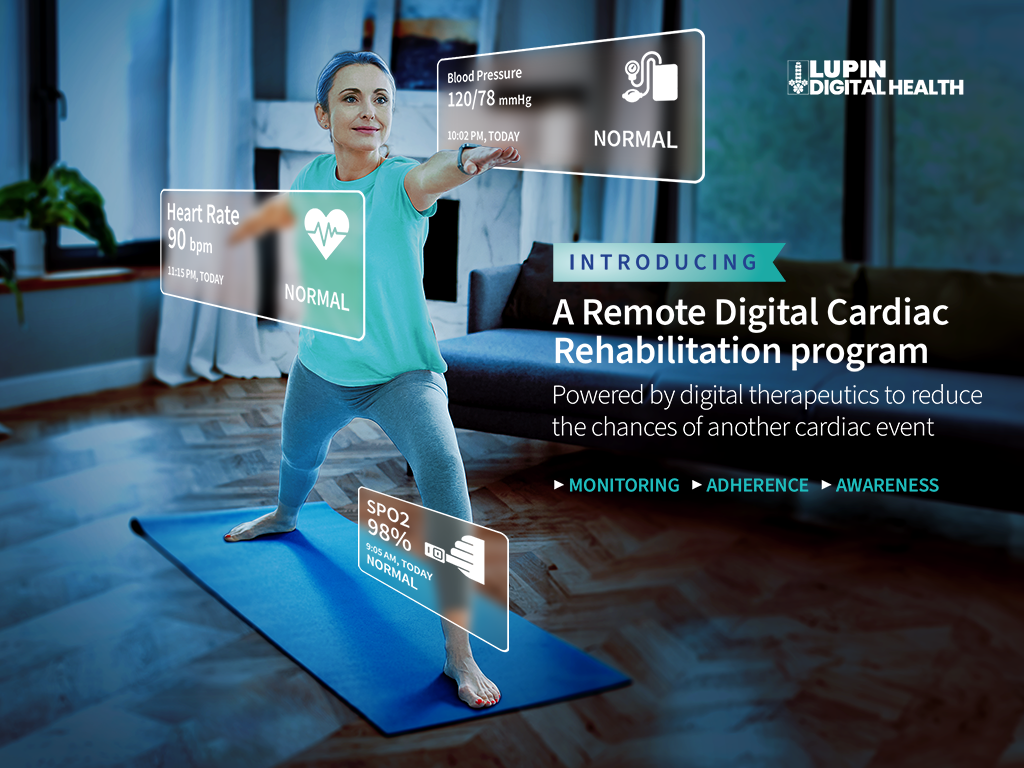 LUPIN
DIGITAL HEALTH
Blood Pressure
120/78 mmHg
10:02 PM, TODAY
NORMAL
Heart Rate
90 bpm
11:15 PM, TODAY
NORMAL
INTRODUCING
A Remote Digital Cardiac
Rehabilitation program
Powered by digital therapeutics to reduce
the chances of another cardiac event
MONITORING ADHERENCE AWARENESS
SPO2
98%
9:05 AM, TODAY
NORMAL